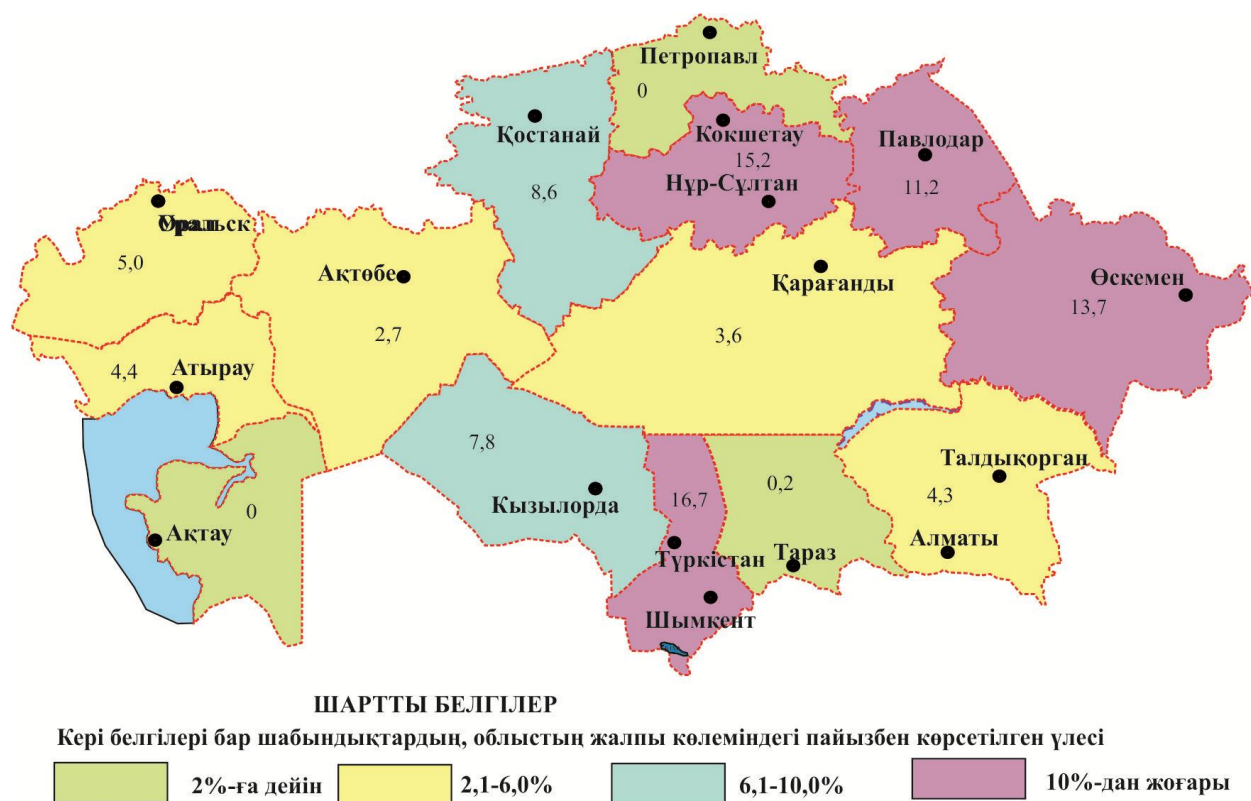 Петропавл
0
Қостанай
Кокшетау
15,2
Павлодар
11,2
8,6
Нұр-Сұлтан
Уральск
5,0
Ақтөбе
2,7
Қарағанды
3,6
Өскемен
13,7
4,4
Атырау
7,8
Кызылорда
16,7
0,2
Талдықорган
4,3
0
Ақтау
Түркістан
Тараз
Алматы
Шымкент
ШАРТТЫ БЕЛГІЛЕР
Кері белгілері бар шабындықтардың, облыстың жалпы көлеміндегі пайызбен көрсетілген үлесі
2%-ға дейін
2,1-6,0%
6,1-10,0%
10%-дан жоғары